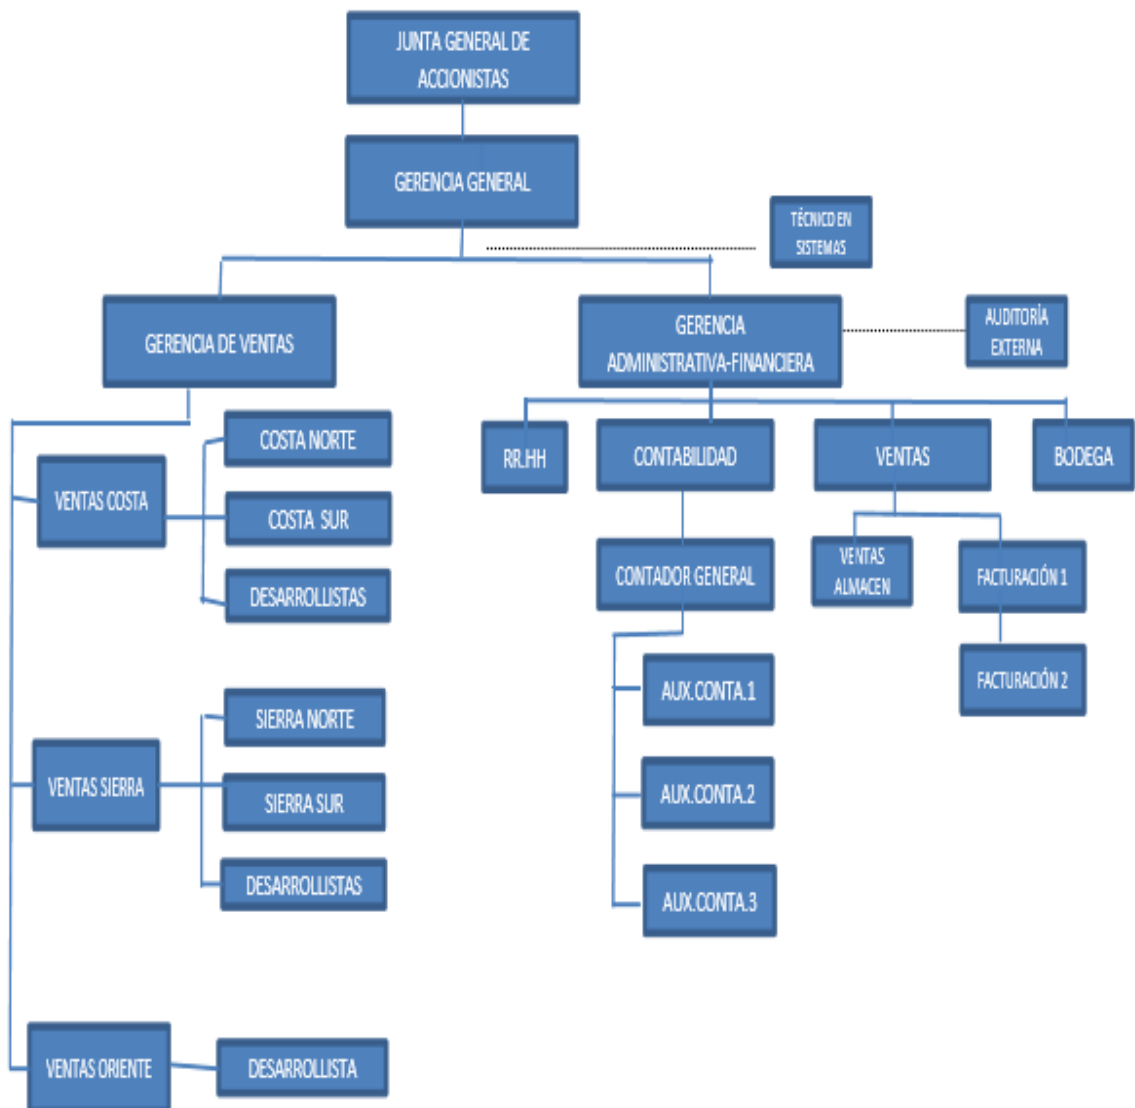 JUNTA GENERAL DE
ACCIONISTAS
GERENCIA GENERAL
TÉCNICO EN
SISTEMAS
GERENCIA DE VENTAS
GERENCIA
ADMINISTRATIVA-FINANCIERA
AUDITORÍA
EXTERNA
COSTA NORTE
VENTAS COSTA
COSTA SUR
DESARROLLISTAS
RR.HH
CONTABILIDAD
VENTAS
BODEGA
CONTADOR GENERAL
VENTAS
ALMACEN
FACTURACIÓN 1
FACTURACIÓN 2
AUX.CONTA.1
AUX.CONTA.2
AUX.CONTA.3
SIERRA NORTE
VENTAS SIERRA
SIERRA SUR
DESARROLLISTAS
VENTAS ORIENTE
DESARROLLISTA